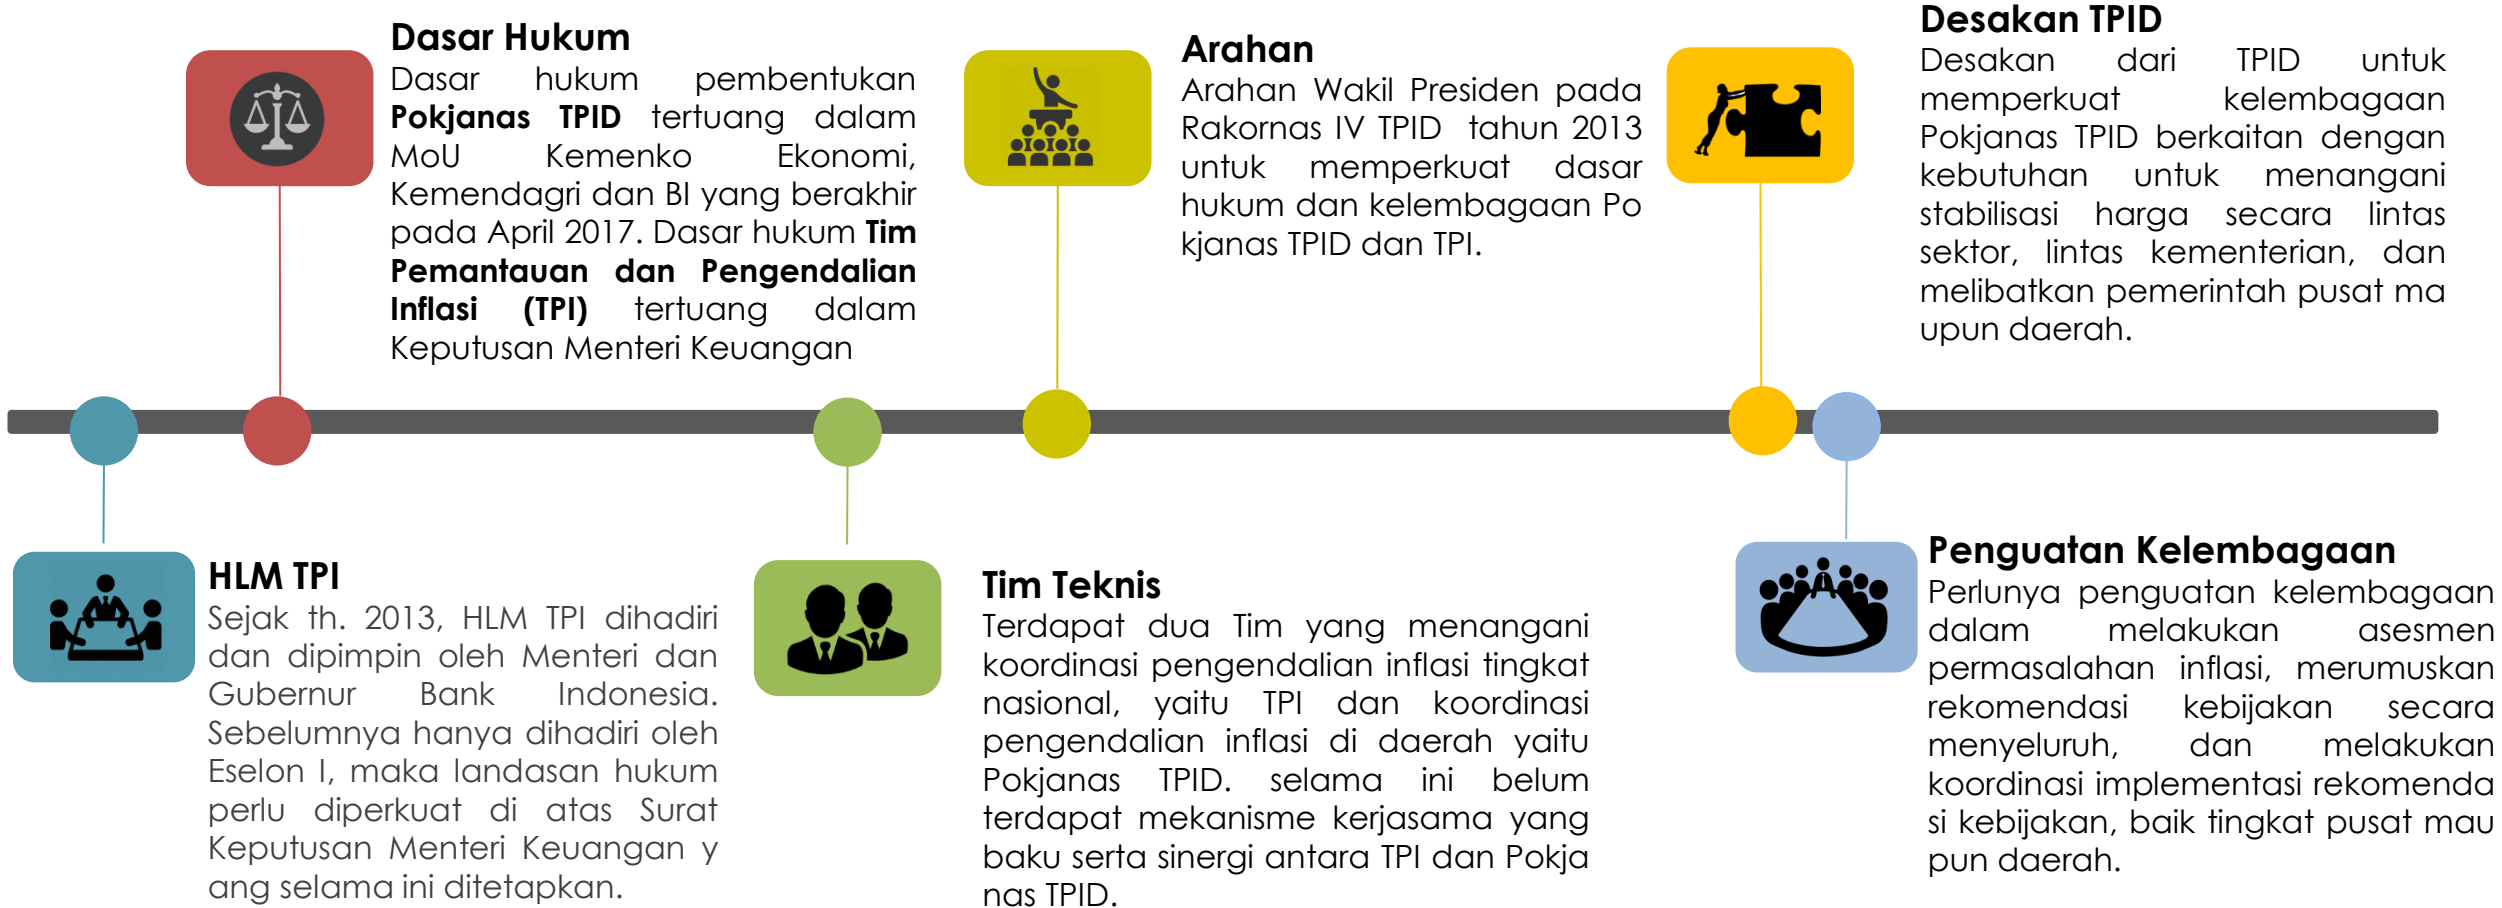 Dasar Hukum
Dasar hukum pembentukan
Pokjanas TPID tertuang dalam
MoU Kemenko Ekonomi,
Kemendagri dan BI yang berakhir
pada April 2017. Dasar hukum Tim
Pemantauan dan Pengendalian
Inflasi (TPI) tertuang dalam
Keputusan Menteri Keuangan
Arahan
Arahan Wakil Presiden pada
Rakornas IV TPID tahun 2013
untuk memperkuat dasar
hukum dan kelembagaan Po
kjanas TPID dan TPI.
Desakan TPID
Desakan dari TPID untuk
memperkuat kelembagaan
Pokjanas TPID berkaitan dengan
kebutuhan untuk menangani
stabilisasi harga secara lintas
sektor, lintas kementerian, dan
melibatkan pemerintah pusat ma
upun daerah.
HLM TPI
Sejak th. 2013, HLM TPI dihadiri
dan dipimpin oleh Menteri dan
Gubernur Bank Indonesia.
Sebelumnya hanya dihadiri oleh
Eselon I, maka landasan hukum
perlu diperkuat di atas Surat
Keputusan Menteri Keuangan y
ang selama ini ditetapkan.
Tim Teknis
Terdapat dua Tim yang menangani
koordinasi pengendalian inflasi tingkat
nasional, yaitu TPI dan koordinasi
pengendalian inflasi di daerah yaitu
Pokjanas TPID. selama ini belum
terdapat mekanisme kerjasama yang
baku serta sinergi antara TPI dan Pokja
nas TPID.
Penguatan Kelembagaan
Perlunya penguatan kelembagaan
dalam melakukan asesmen
permasalahan inflasi, merumuskan
rekomendasi kebijakan secara
menyeluruh, dan melakukan
koordinasi implementasi rekomenda
si kebijakan, baik tingkat pusat mau
pun daerah.